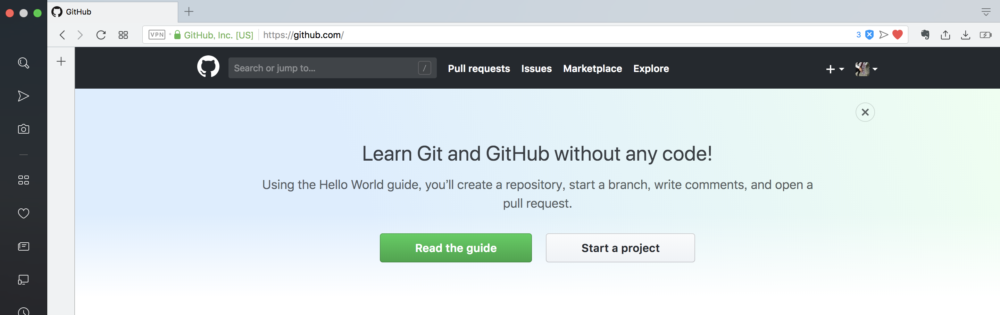 GitHub
VPN GitHub, Inc. [US] https://github.com/ 3
Search or jump to... / Pull requests Issues Marketplace Explore
Learn Git and GitHub without any code!
Using the Hello World guide, you’ll create a repository, start a branch, write comments, and open a
pull request.
Read the guide Start a project